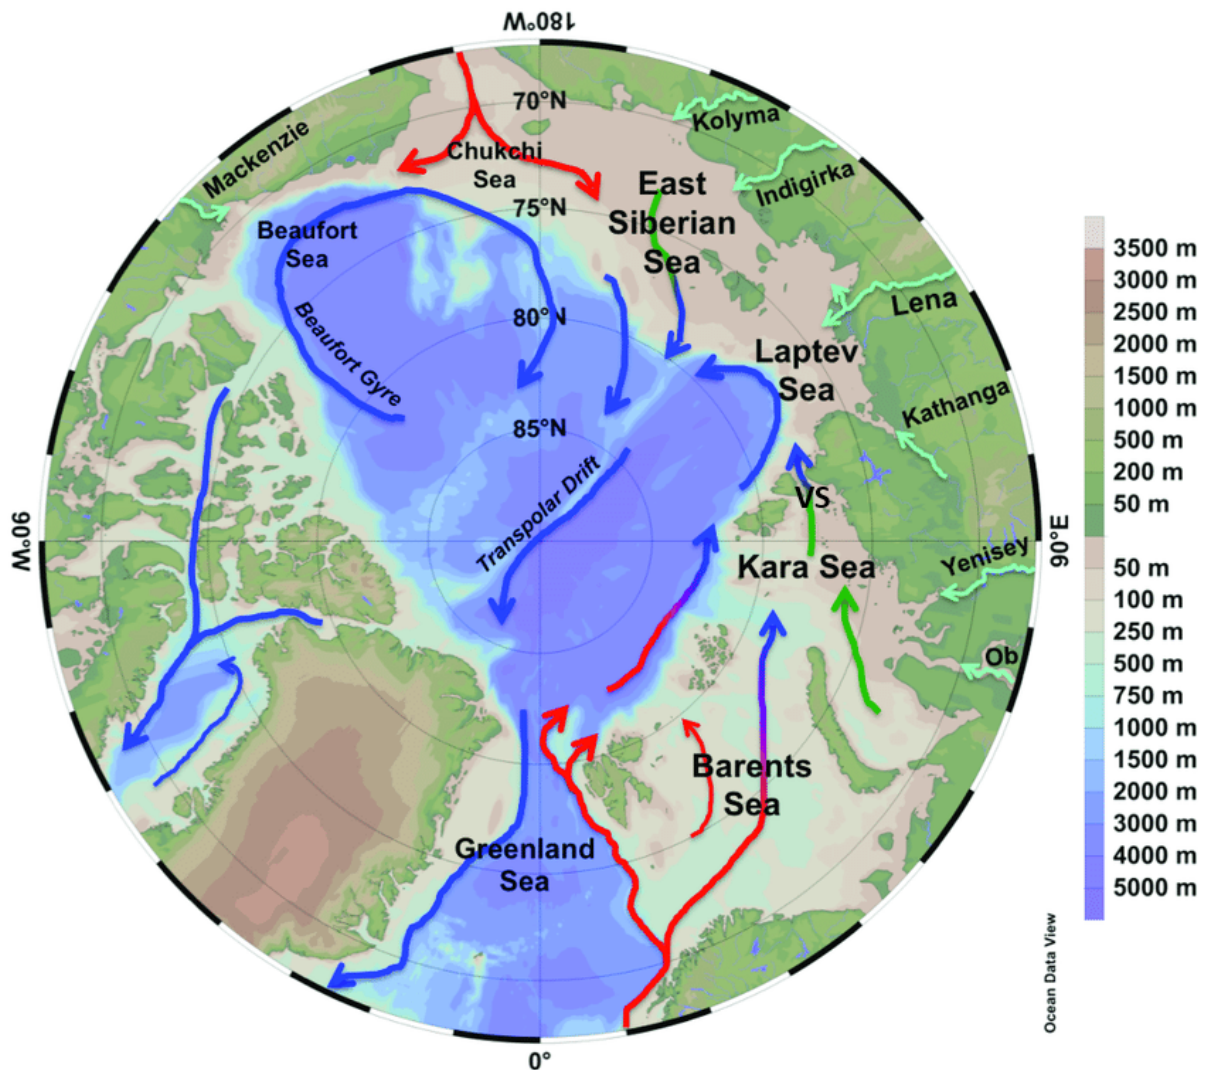 180°W
70°N
Kolyma
Mackenzie
Chukchi
Sea
Indigirka
East
Siberian
Sea
75°N
Beaufort
Sea
Lena
80°N
Beaufort Gyre
Laptev
Sea
Kathanga
85°N
Transpolar Drift
VS
90°W
90°E
Kara Sea
Yenisey
Ob
Barents
Sea
Greenland
Sea
0°
3500 m
3000 m
2500 m
2000 m
1500 m
1000 m
500 m
200 m
50 m
50 m
100 m
250 m
500 m
750 m
1000 m
1500 m
2000 m
3000 m
4000 m
5000 m
Ocean Data View